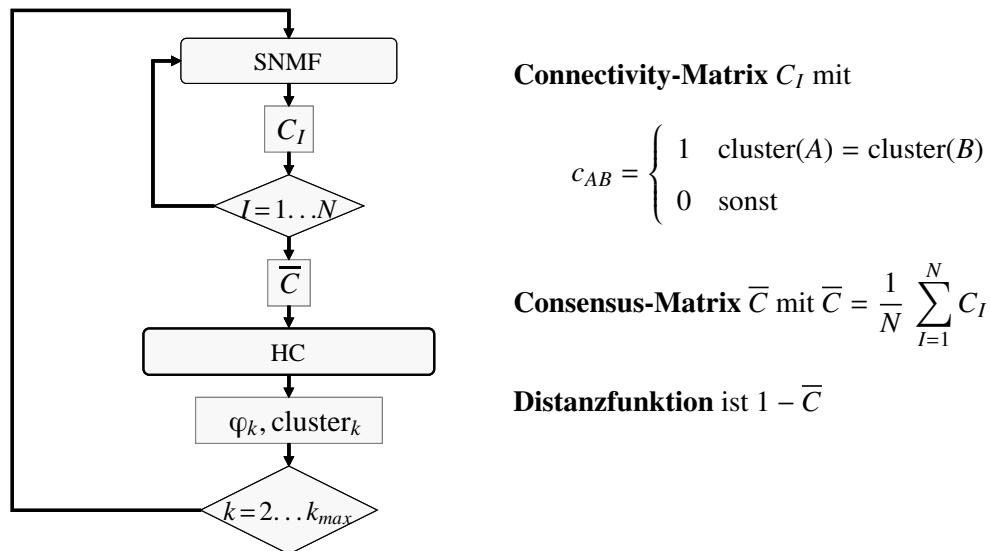 SNMF
C_I
I = 1…N
C̅
HC
φ_k, cluster_k
k = 2…k_max
Connectivity-Matrix C_I mit
c_AB = { 1 cluster(A) = cluster(B)
0 sonst
Consensus-Matrix C̅ mit C̅ = 1/N ∑_{I=1}^{N} C_I
Distanzfunktion ist 1 − C̅